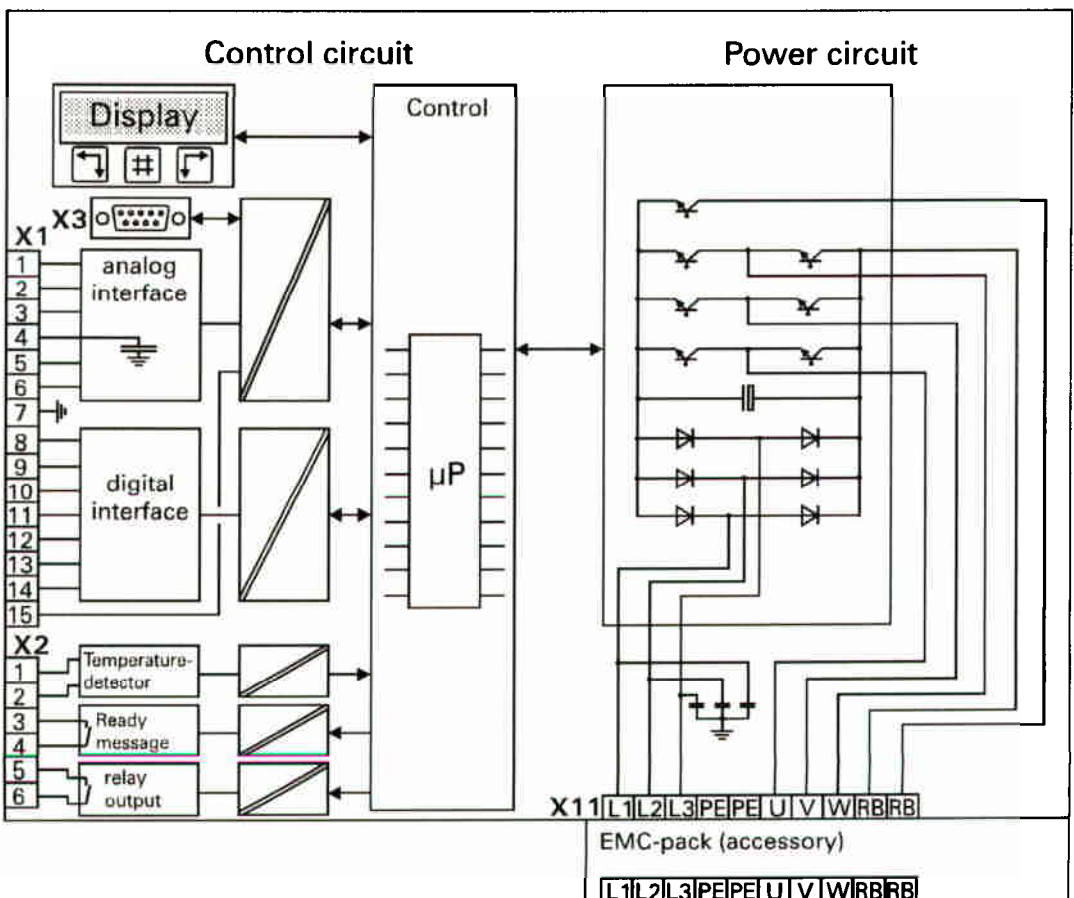 Control circuit
Power circuit
Display
#
Control
X3
X1
1
2
3
4
5
6
7
8
9
10
11
12
13
14
15
analog
interface
digital
interface
µP
X2
1
2
3
4
5
6
Temperature-
detector
Ready
message
relay
output
X11 L1 L2 L3 PE PE U V W RB RB
EMC-pack (accessory)
L1 L2 L3 PE PE U V W RB RB